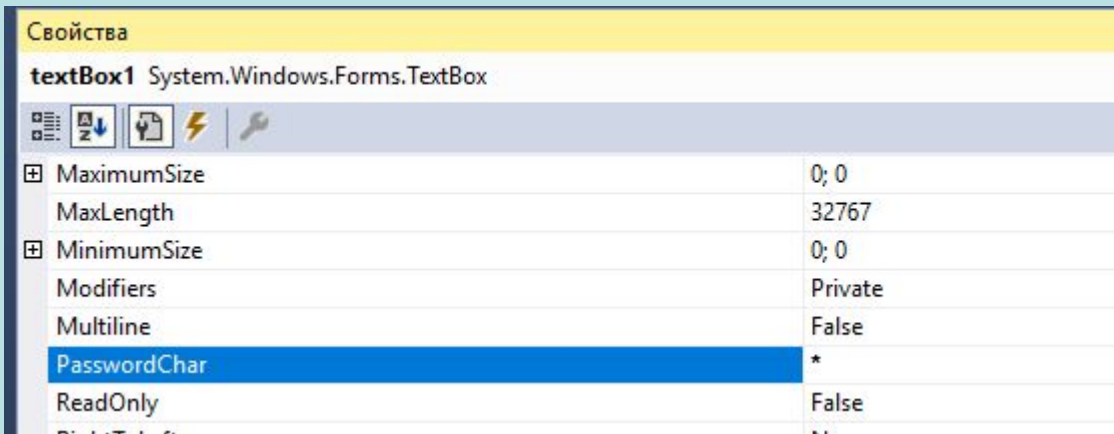 Свойства
textBox1 System.Windows.Forms.TextBox
MaximumSize 0; 0
MaxLength 32767
MinimumSize 0; 0
Modifiers Private
Multiline False
PasswordChar *
ReadOnly False